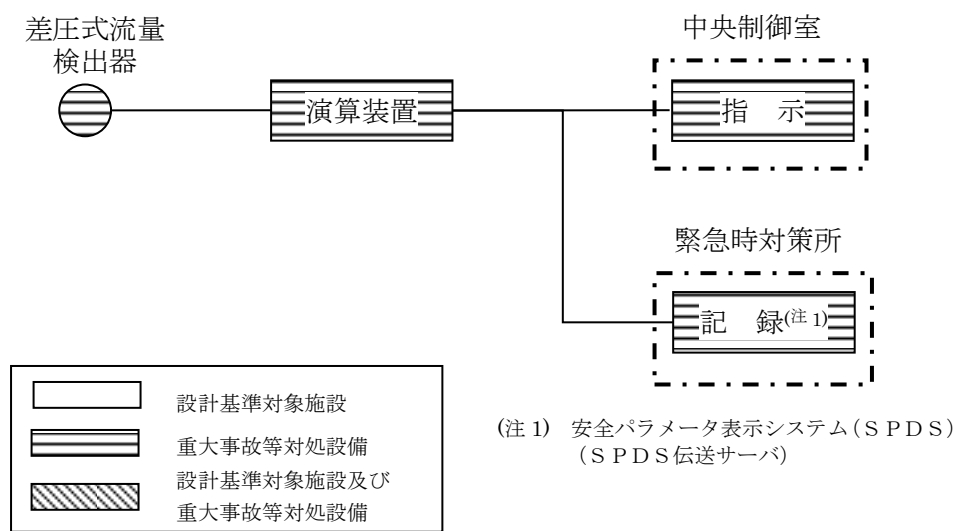 差圧式流量
検出器
演算装置
中央制御室
指　示
緊急時対策所
記　録(注 1)
設計基準対象施設
重大事故等対処設備
設計基準対象施設及び
重大事故等対処設備
(注 1)　安全パラメータ表示システム（ＳＰＤＳ）
（ＳＰＤＳ伝送サーバ）